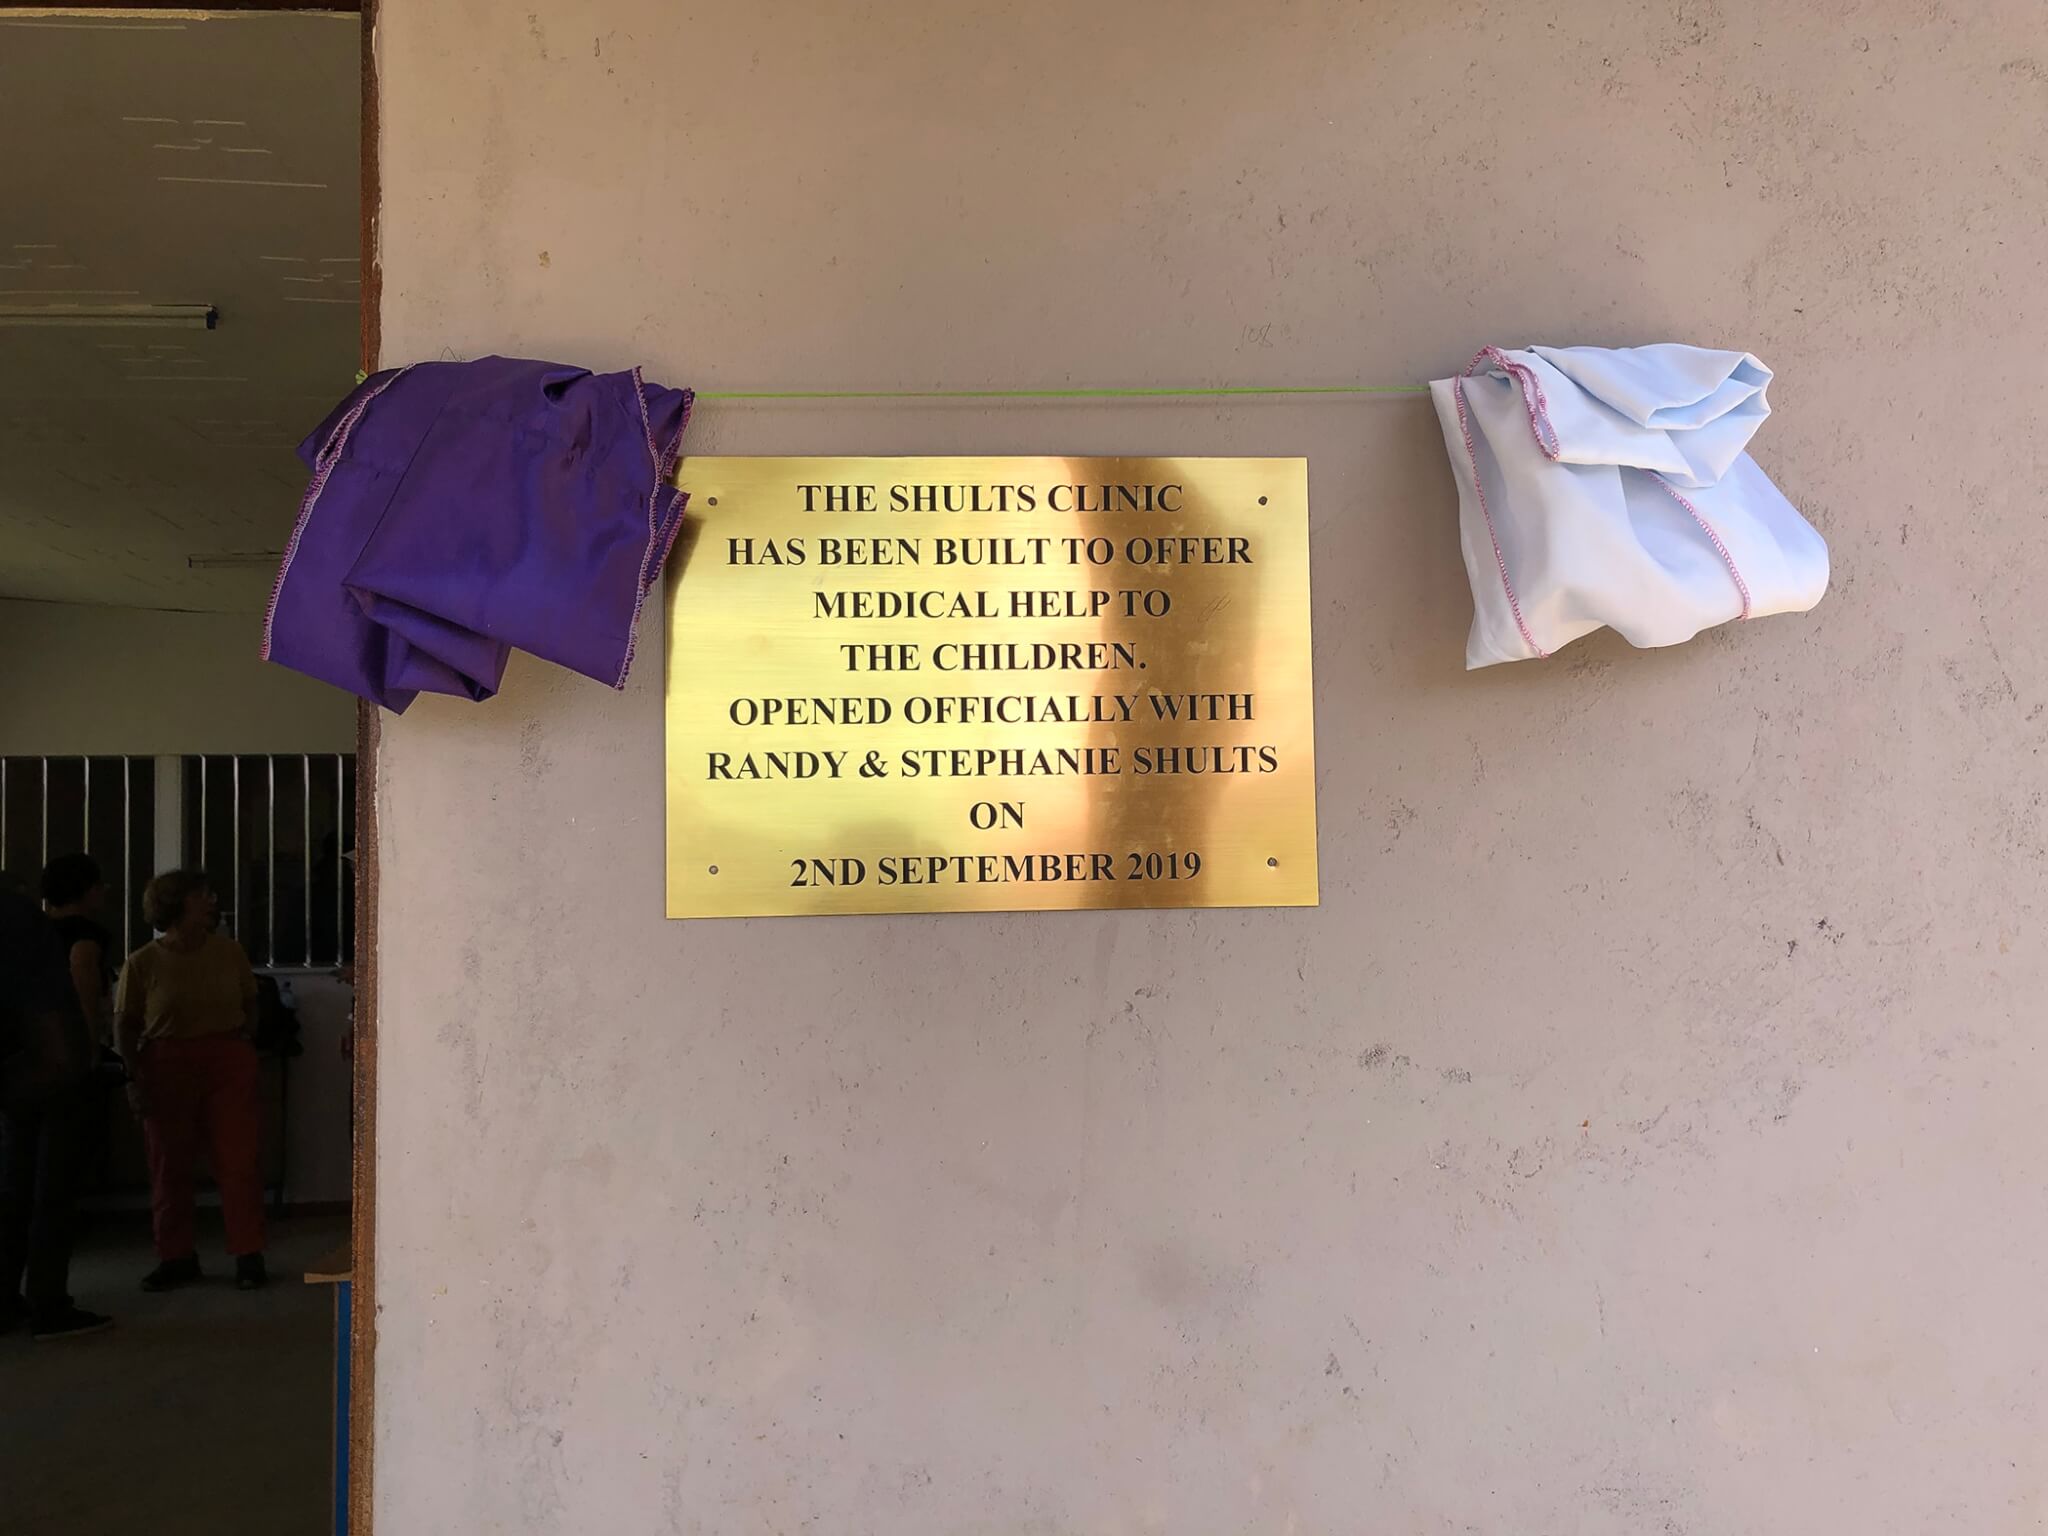 THE SHULTS CLINIC
HAS BEEN BUILT TO OFFER
MEDICAL HELP TO
THE CHILDREN.
OPENED OFFICIALLY WITH
RANDY & STEPHANIE SHULTS
ON
2ND SEPTEMBER 2019